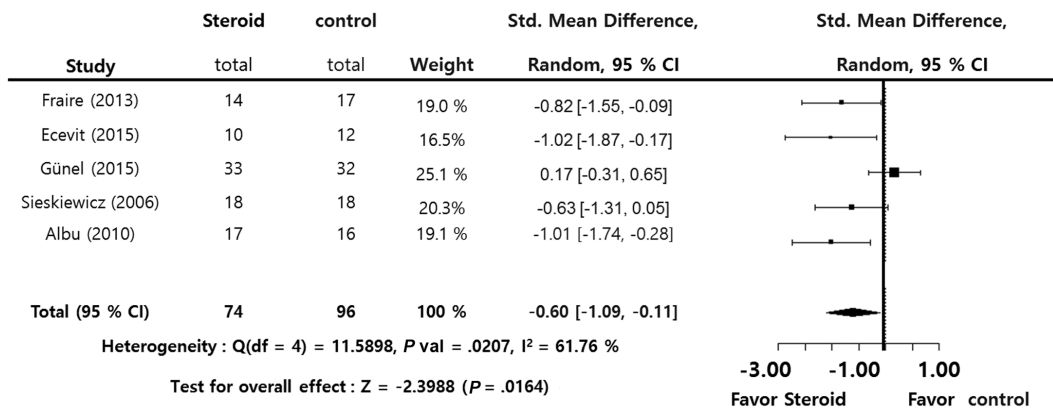 Steroid control Std. Mean Difference, Std. Mean Difference,
Study total total Weight Random, 95 % CI Random, 95 % CI
Fraire (2013) 14 17 19.0 % -0.82 [-1.55, -0.09]
Ecevit (2015) 10 12 16.5% -1.02 [-1.87, -0.17]
Günel (2015) 33 32 25.1 % 0.17 [-0.31, 0.65]
Sieskiewicz (2006) 18 18 20.3% -0.63 [-1.31, 0.05]
Albu (2010) 17 16 19.1 % -1.01 [-1.74, -0.28]
Total (95 % CI) 74 96 100 % -0.60 [-1.09, -0.11]
Heterogeneity : Q(df = 4) = 11.5898, P val = .0207, I² = 61.76 %
-3.00 -1.00 1.00
Test for overall effect : Z = -2.3988 (P = .0164)
Favor Steroid Favor control